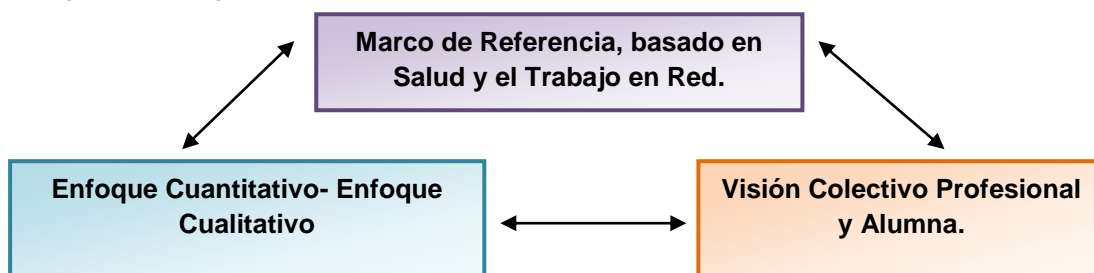 Marco de Referencia, basado en
Salud y el Trabajo en Red.
Enfoque Cuantitativo- Enfoque
Cualitativo
Visión Colectivo Profesional
y Alumna.